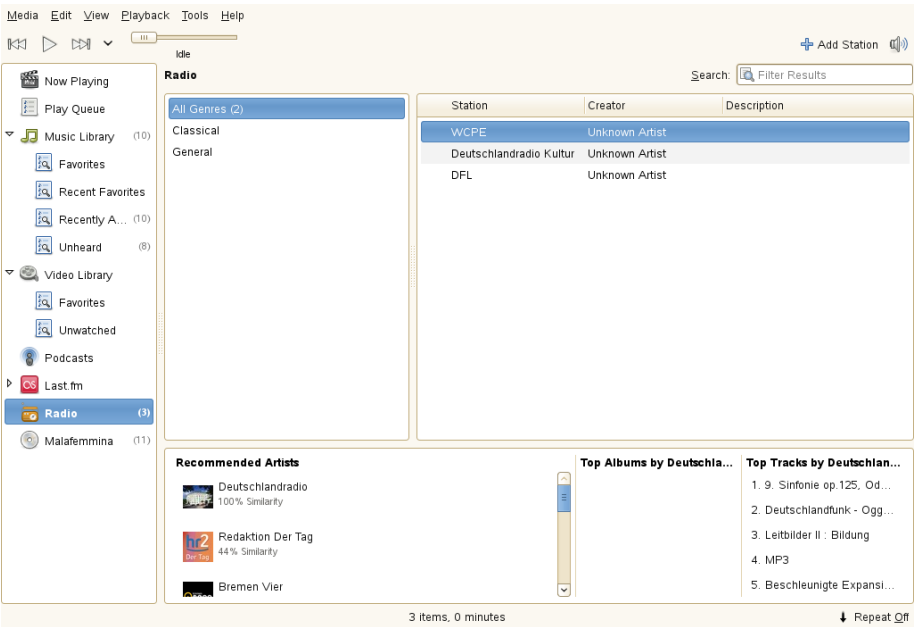 Media Edit View Playback Tools Help
Idle
Add Station
Now Playing
Play Queue
Music Library (10)
Favorites
Recent Favorites
Recently A... (10)
Unheard (8)
Video Library
Favorites
Unwatched
Podcasts
Last.fm
Radio (3)
Malafemmina (11)
Radio
Search: Filter Results
All Genres (2)
Classical
General
Station Creator Description
WCPE Unknown Artist
Deutschlandradio Kultur Unknown Artist
DFL Unknown Artist
Recommended Artists
Deutschlandradio
100% Similarity
hr2
Der Tag
Redaktion Der Tag
44% Similarity
Bremen Vier
Top Albums by Deutschla...
Top Tracks by Deutschlan...
1. 9. Sinfonie op.125, Od...
2. Deutschlandfunk - Ogg...
3. Leitbilder II : Bildung
4. MP3
5. Beschleunigte Expansi...
3 items, 0 minutes
Repeat Off